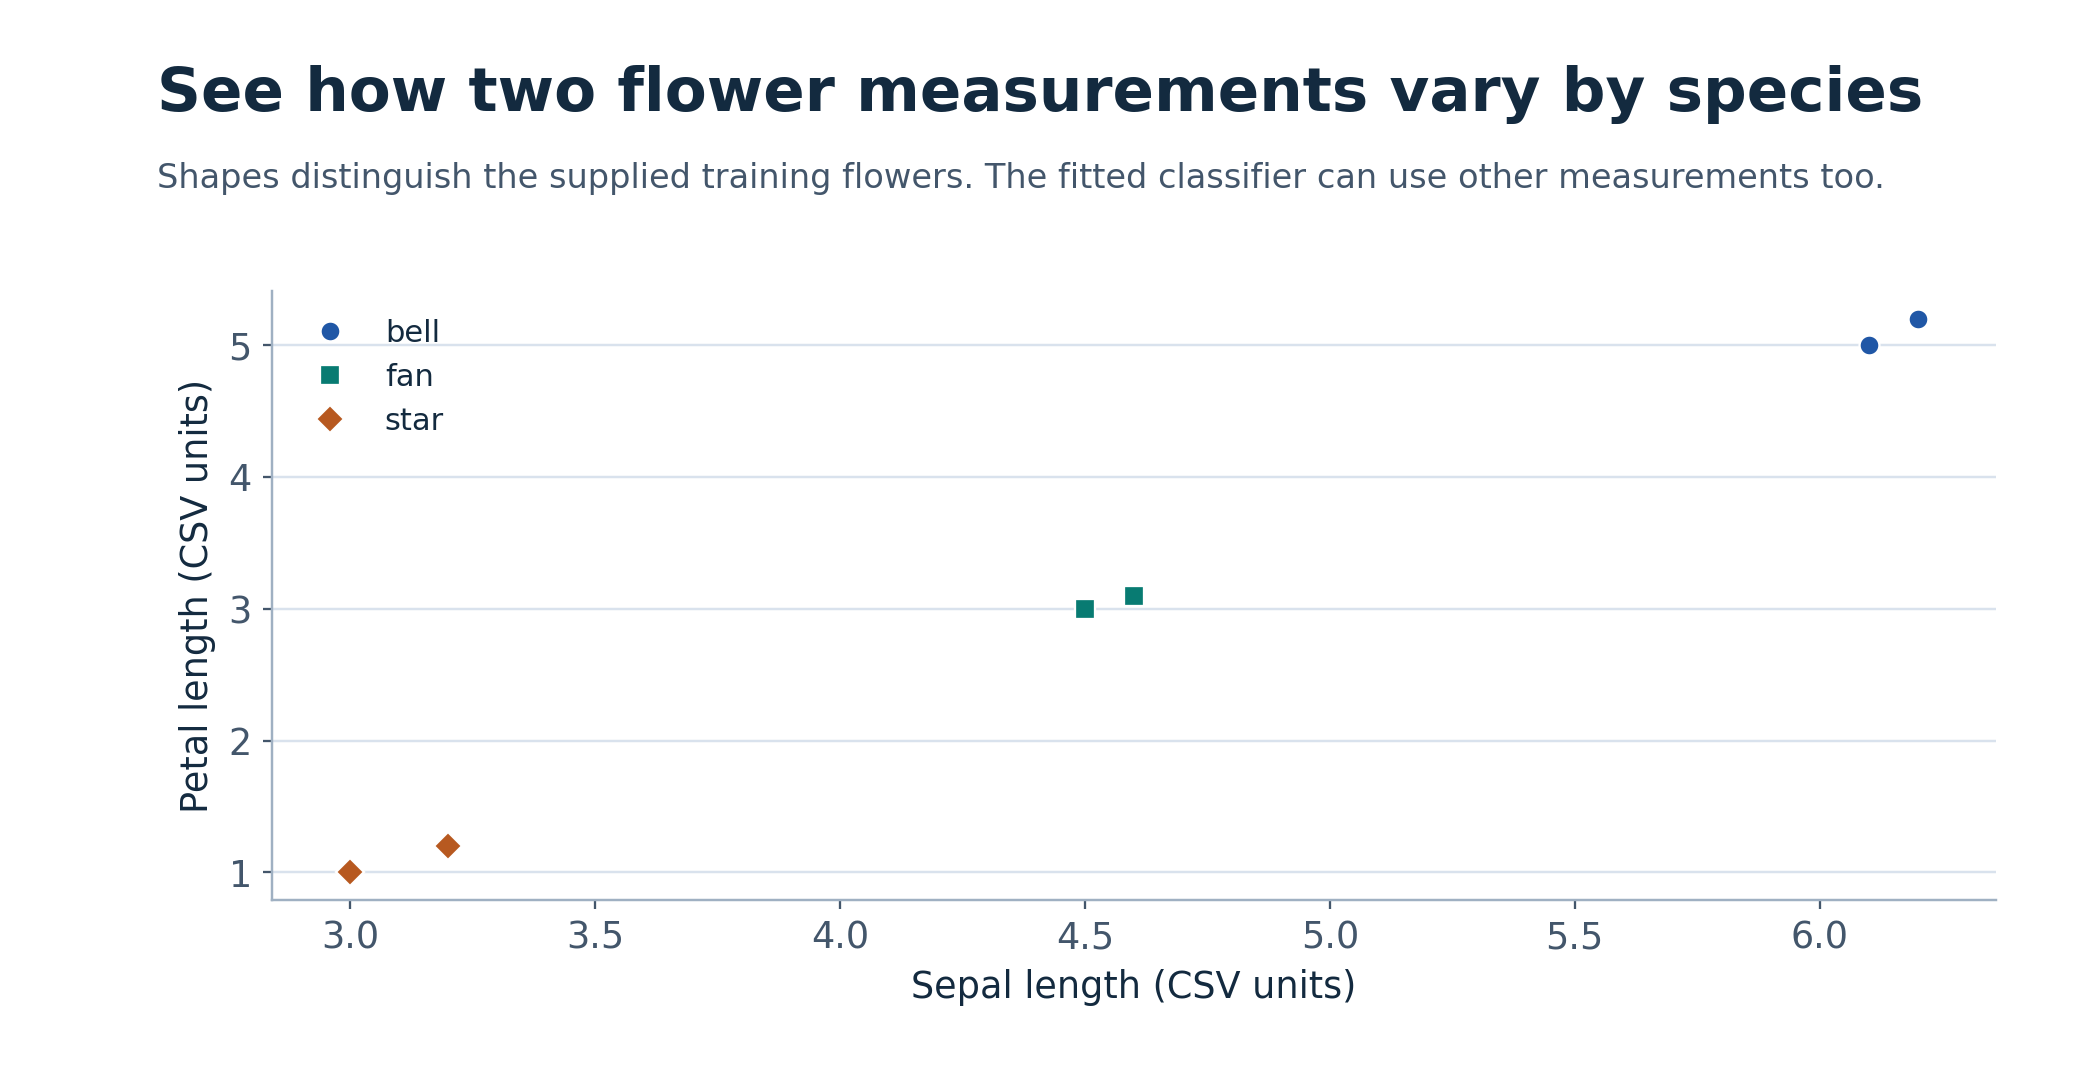 See how two flower measurements vary by species
Shapes distinguish the supplied training flowers. The fitted classifier can use other measurements too.
bell
fan
star
Petal length (CSV units)
5
4
3
2
1
3.0 3.5 4.0 4.5 5.0 5.5 6.0
Sepal length (CSV units)